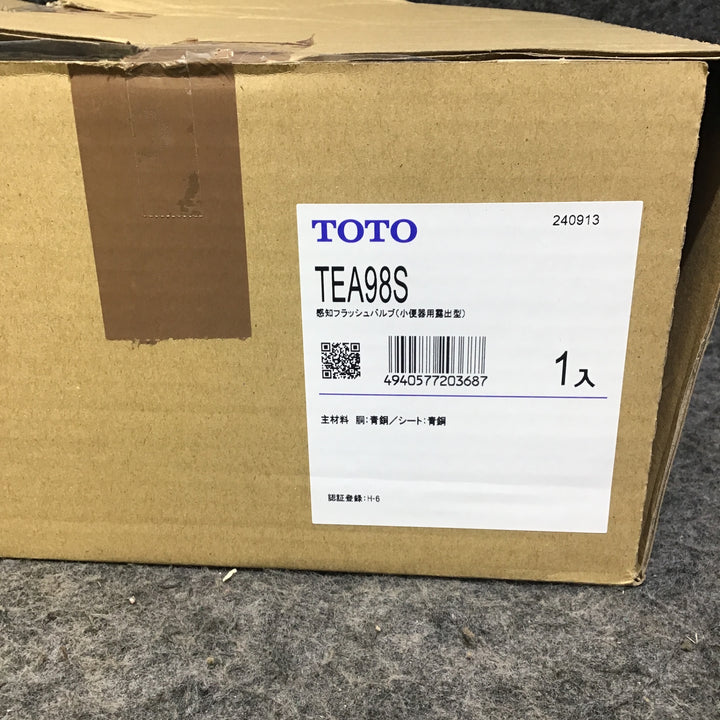 TOTO
240913
TEA98S
感知フラッシュバルブ(小便器用露出型)
4940577203687
1入
主材料 胴:青銅/シート:青銅
認証登録:H-6